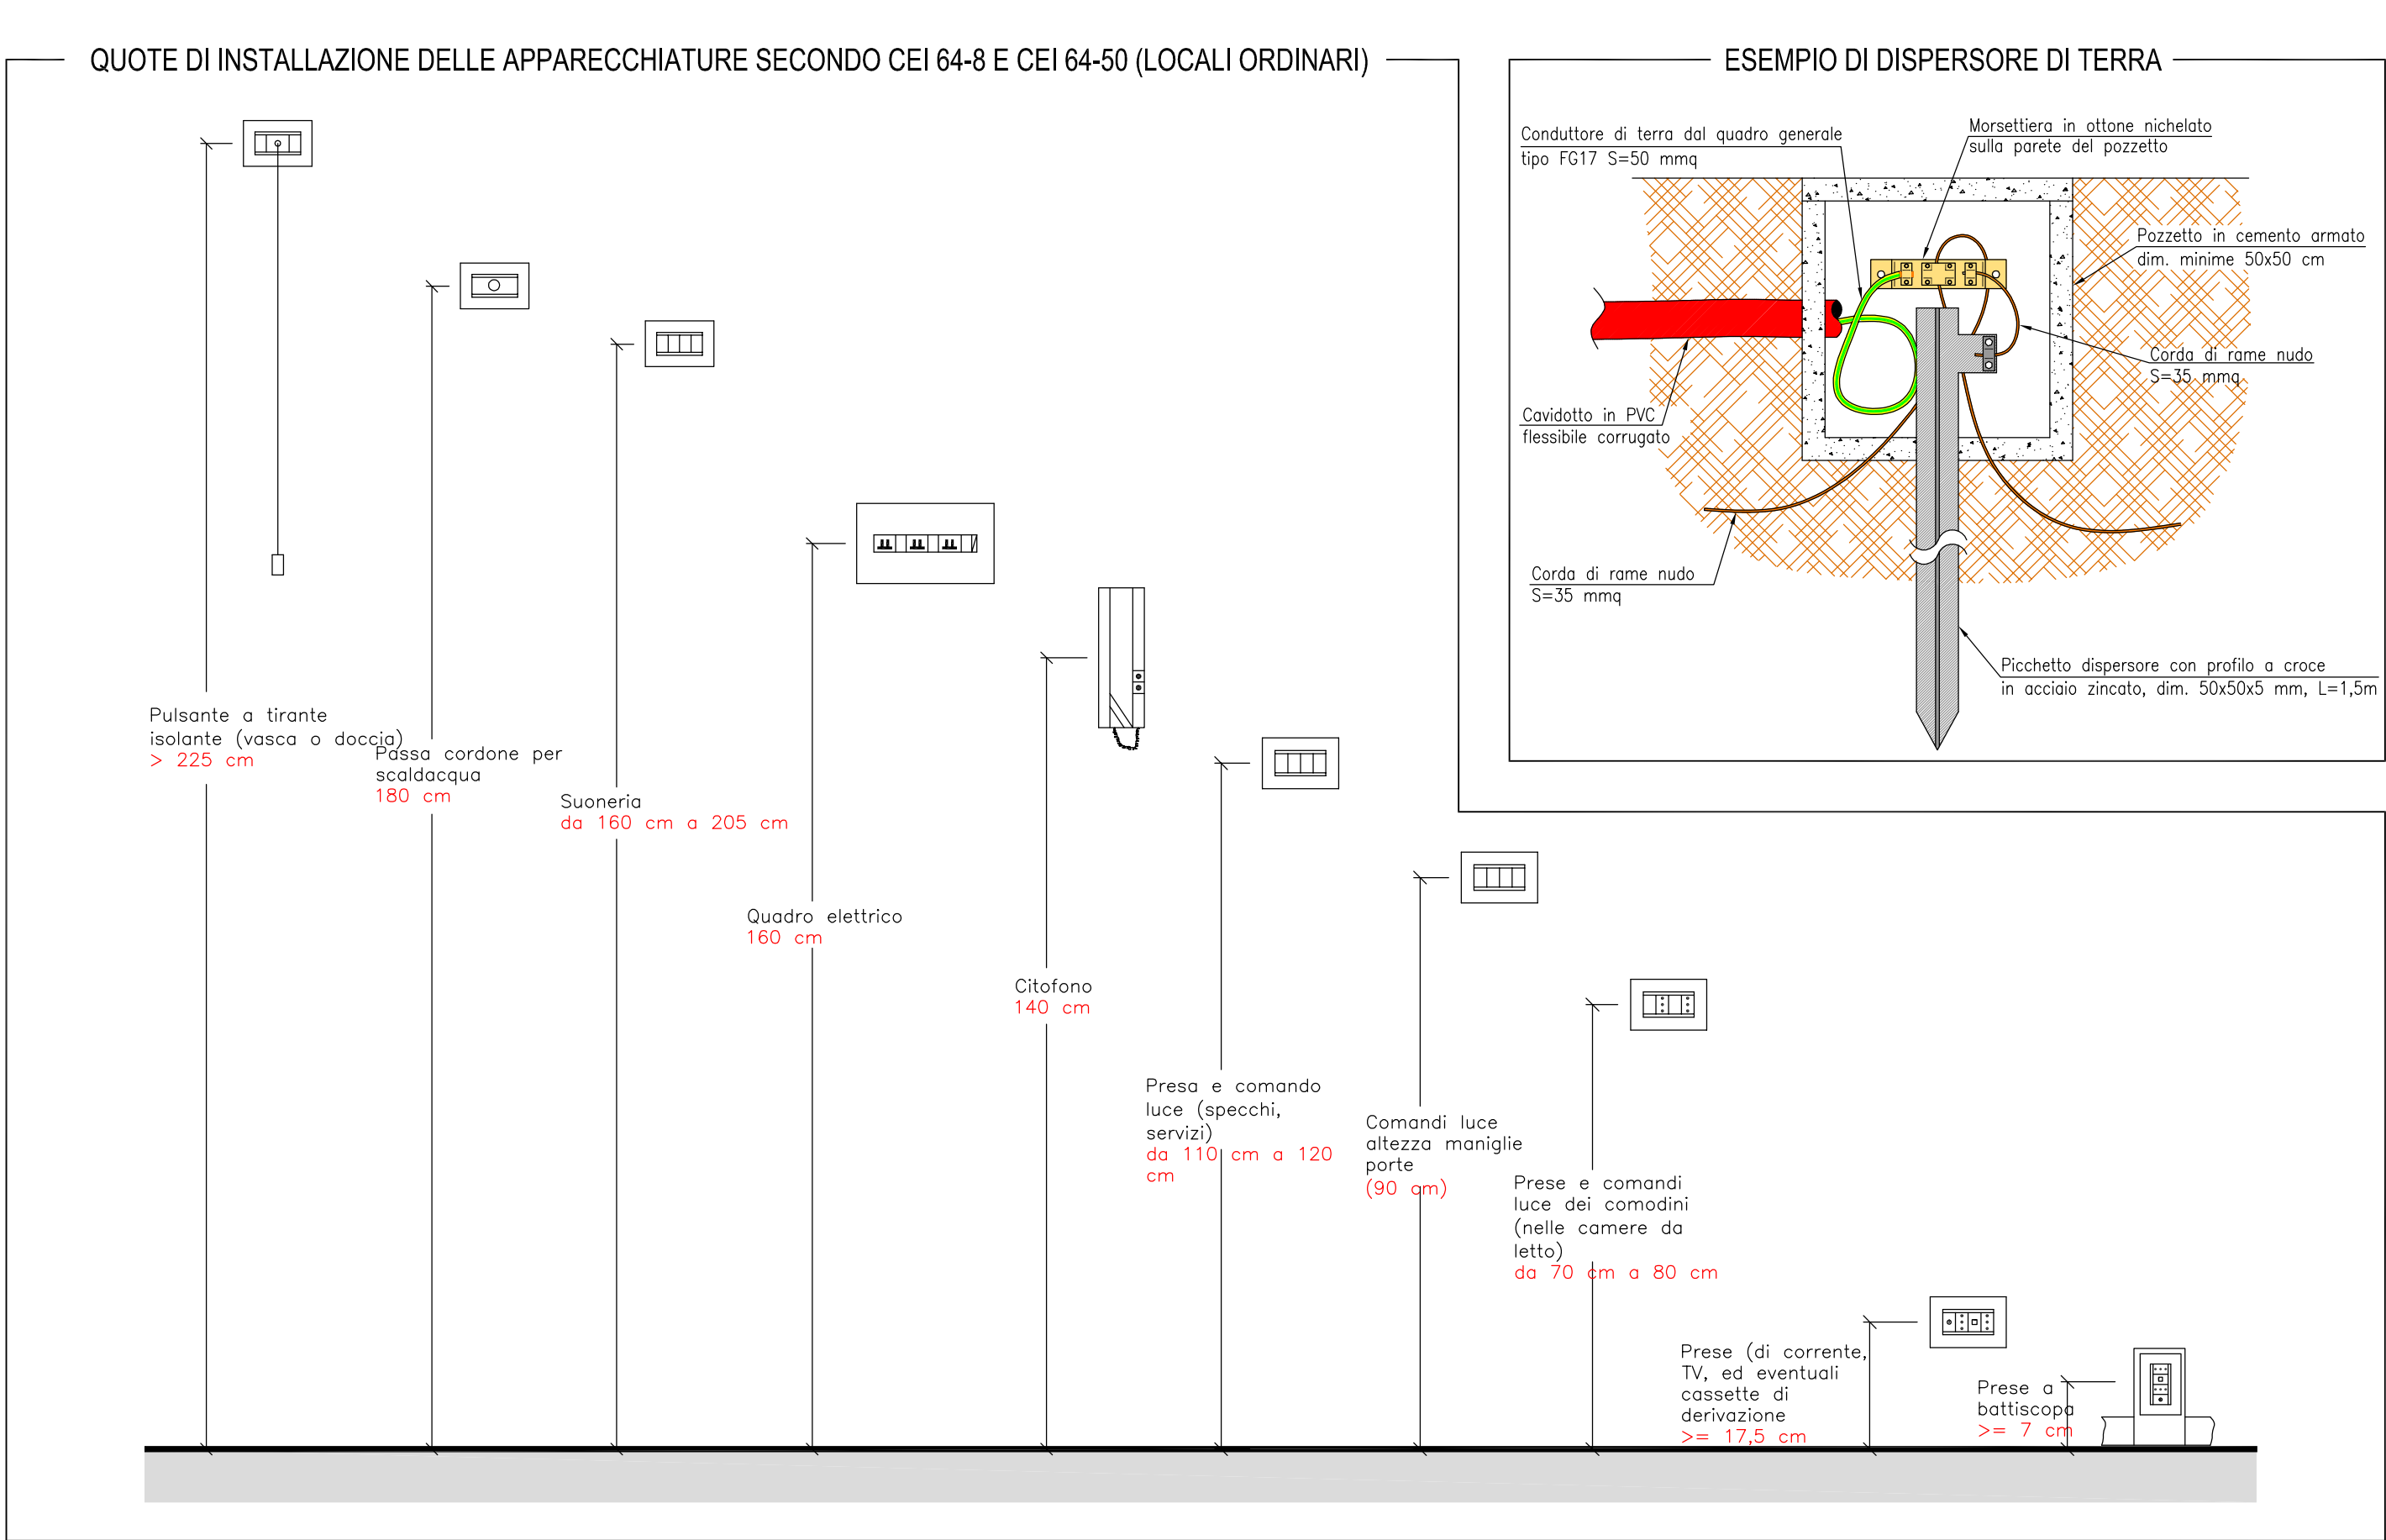 QUOTE DI INSTALLAZIONE DELLE APPARECCHIATURE SECONDO CEI 64-8 E CEI 64-50 (LOCALI ORDINARI)
Pulsante a tirante
isolante (vasca o doccia)
> 225 cm
Passa cordone per
scaldacqua
180 cm
Suoneria
da 160 cm a 205 cm
Quadro elettrico
160 cm
Citofono
140 cm
Presa e comando
luce (specchi,
servizi)
da 110 cm a 120
cm
Comandi luce
altezza maniglie
porte
(90 cm)
Prese e comandi
luce dei comodini
(nelle camere da
letto)
da 70 cm a 80 cm
Prese (di corrente,
TV, ed eventuali
cassette di
derivazione
>= 17,5 cm
Prese a
battiscopa
>= 7 cm
ESEMPIO DI DISPERSORE DI TERRA
Conduttore di terra dal quadro generale
tipo FG17 S=50 mmq
Morsettiera in ottone nichelato
sulla parete del pozzetto
Pozzetto in cemento armato
dim. minime 50x50 cm
Corda di rame nudo
S=35 mmq
Cavidotto in PVC
flessibile corrugato
Corda di rame nudo
S=35 mmq
Picchetto dispersore con profilo a croce
in acciaio zincato, dim. 50x50x5 mm, L=1,5m